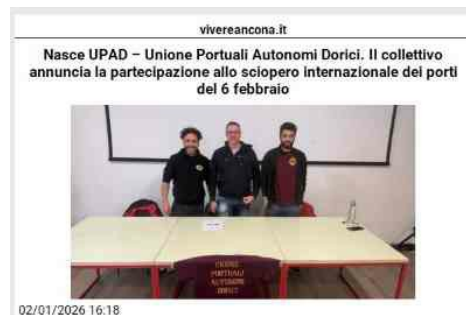 vivereancona.it
Nasce UPAD – Unione Portuali Autonomi Dorici. Il collettivo
annuncia la partecipazione allo sciopero internazionale dei porti
del 6 febbraio
UNIONE
PORTUALI
AUTONOMI
DORICI
02/01/2026 16:18